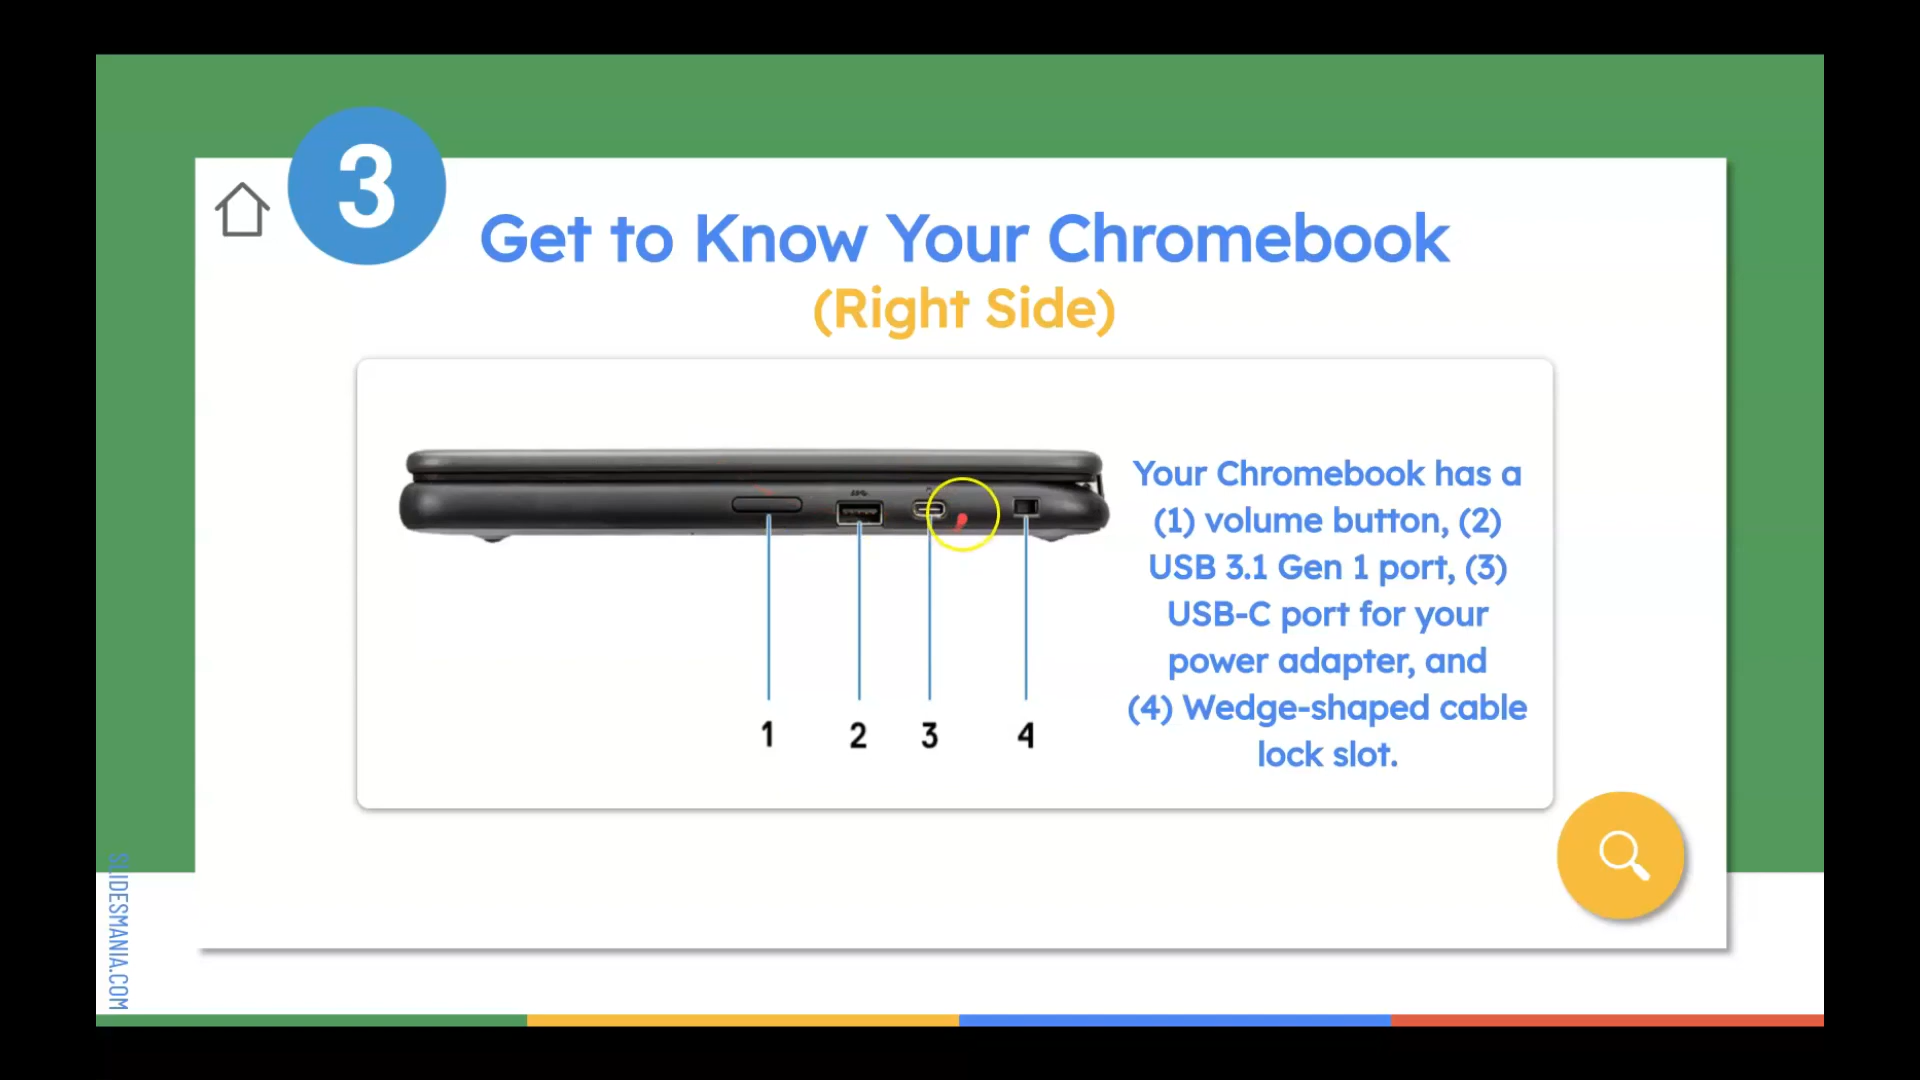 3
Get to Know Your Chromebook
(Right Side)
Your Chromebook has a
(1) volume button, (2)
USB 3.1 Gen 1 port, (3)
USB-C port for your
power adapter, and
(4) Wedge-shaped cable
lock slot.
1 2 3 4
SLIDESMANIA.COM